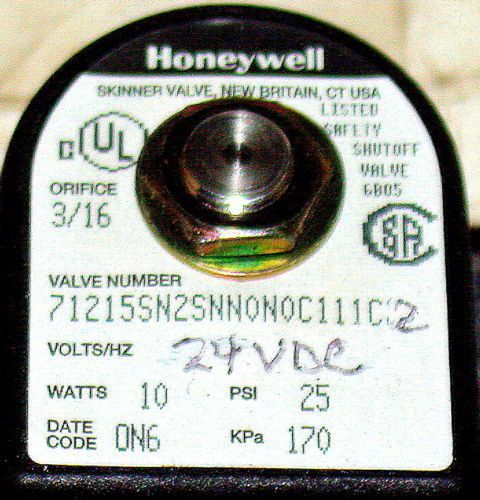 Honeywell
SKINNER VALVE, NEW BRITAIN, CT USA
LISTED
SAFETY
SHUTOFF
VALVE
6B05
C UL
ORIFICE
3/16
VALVE NUMBER
71215SN2SNN0N0C111C2
VOLTS/HZ 24VDC
WATTS 10 PSI 25
DATE CODE 0N6 KPa 170